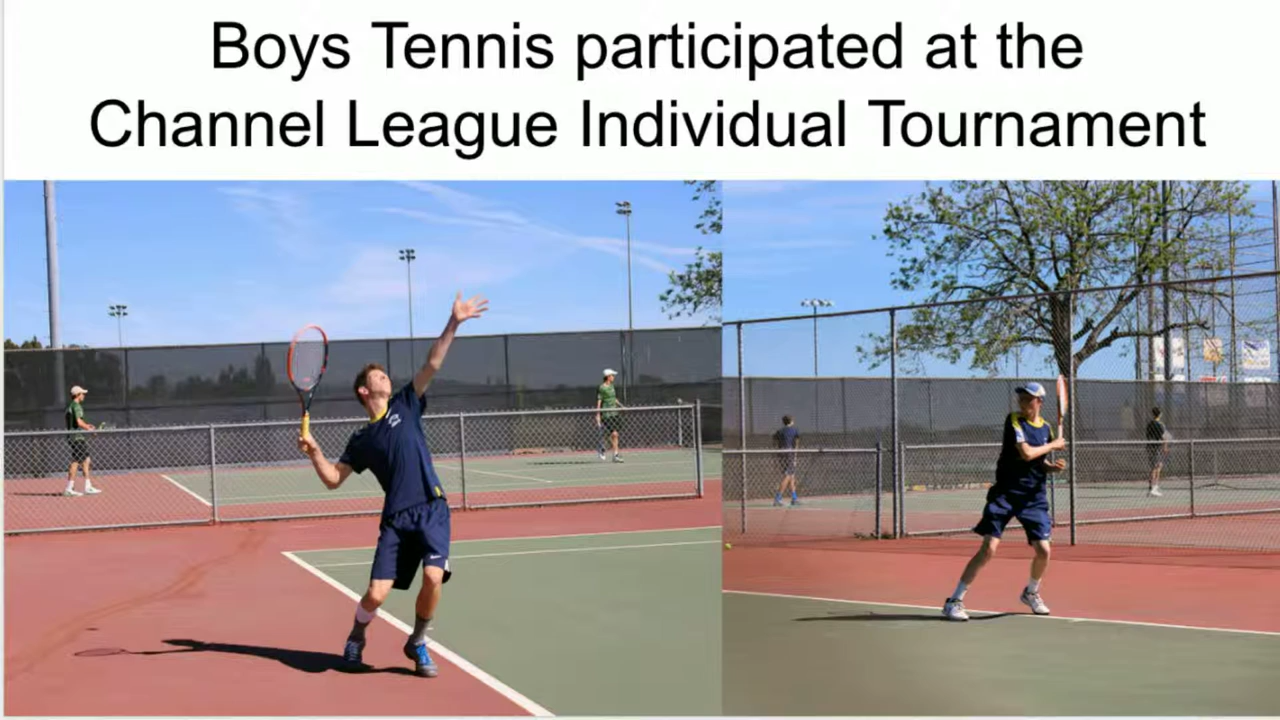 Boys Tennis participated at the
Channel League Individual Tournament